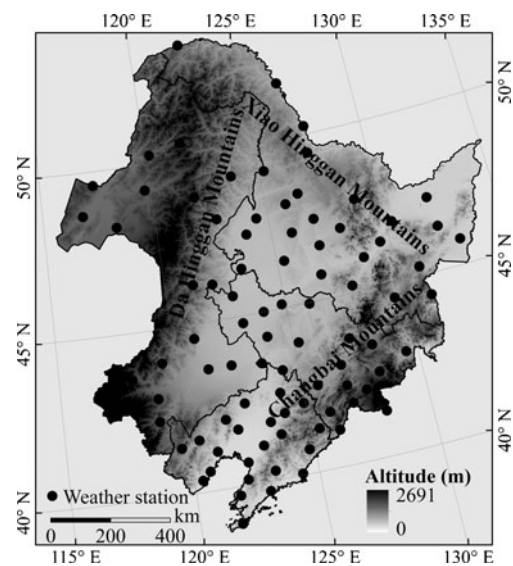 120° E 125° E 130° E 135° E
50° N
50° N
45° N
45° N
40° N
40° N
Xiao Hinggan Mountains
Da Hinggan Mountains
Changbai Mountains
Weather station
km
0 200 400
Altitude (m)
2691
0
115° E 120° E 125° E 130° E